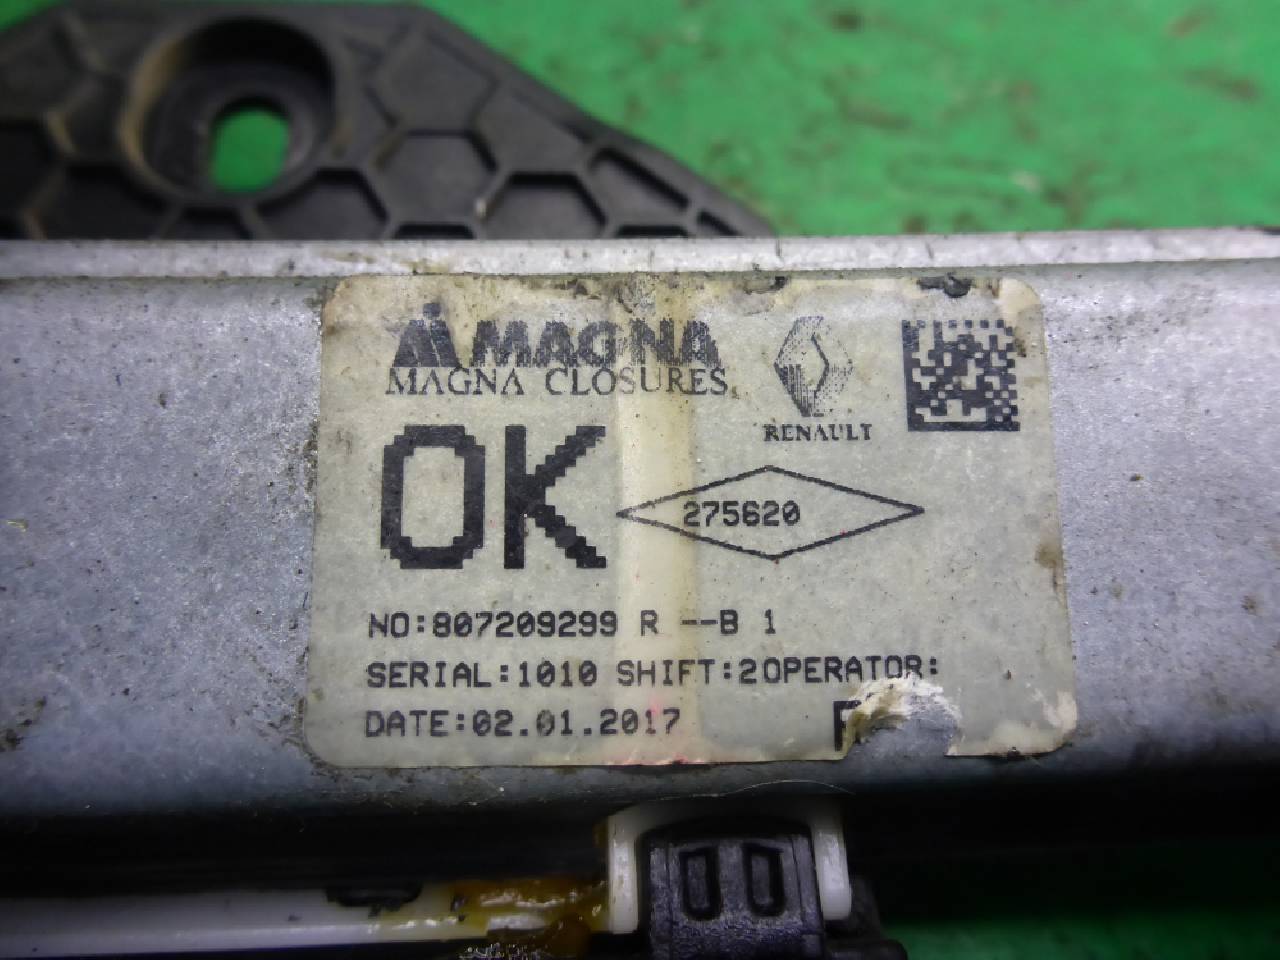 MAGNA
MAGNA CLOSURES
RENAULT
OK
275620
NO:807209299 R --B 1
SERIAL:1010 SHIFT:2OPERATOR:
DATE:02.01.2017